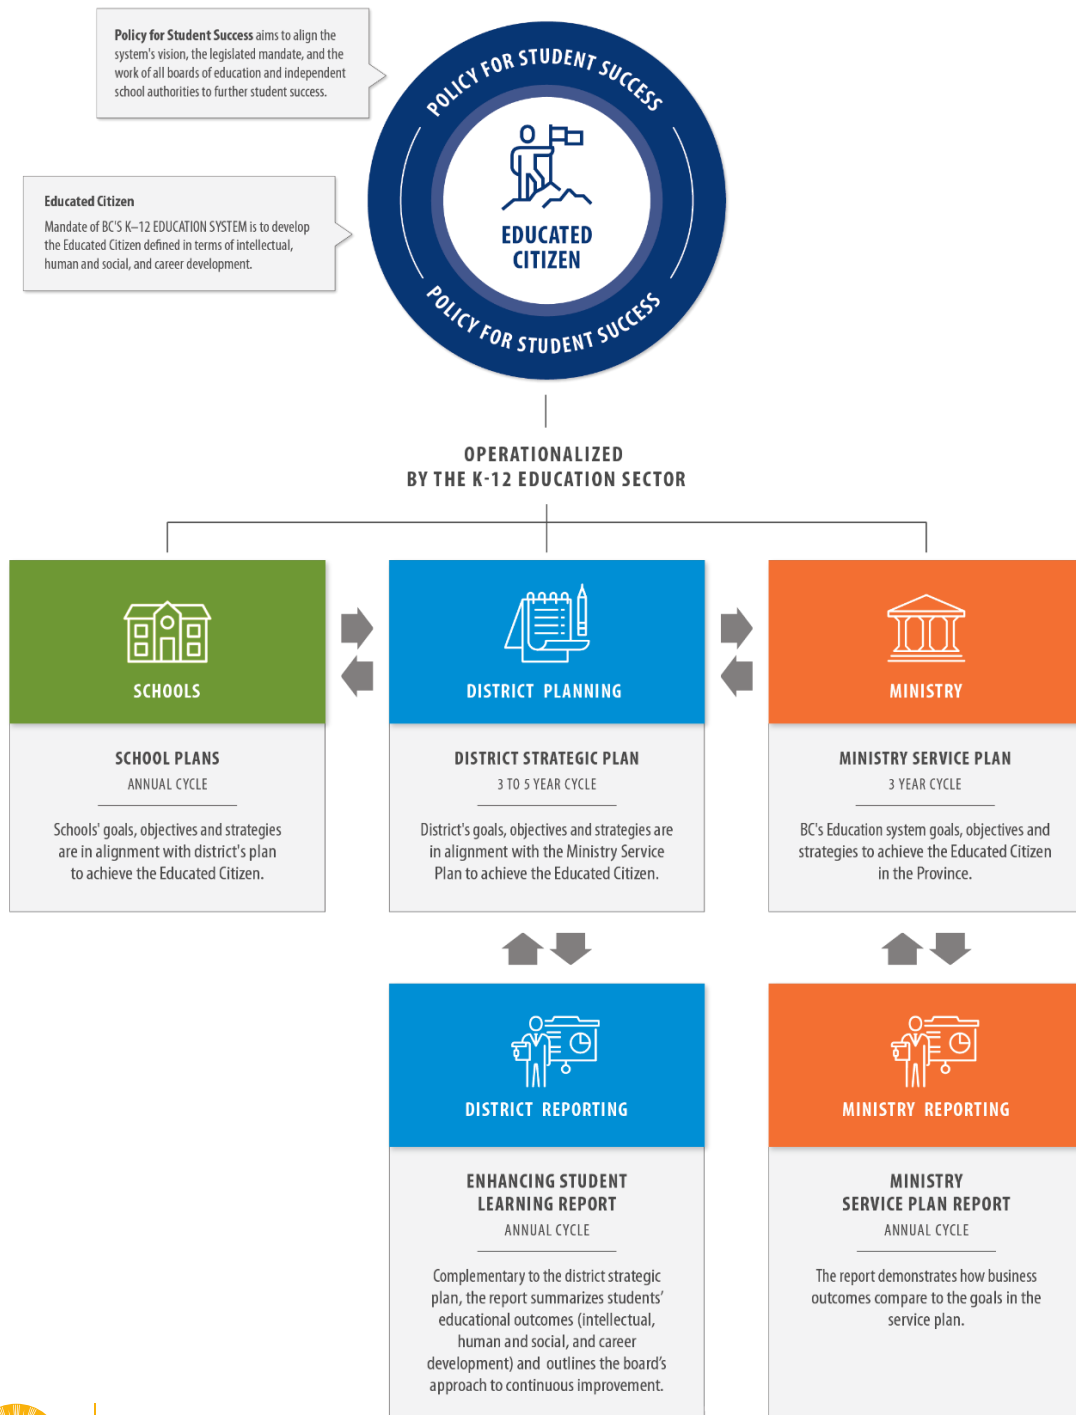 Policy for Student Success aims to align the
system's vision, the legislated mandate, and the
work of all boards of education and independent
school authorities to further student success.
POLICY FOR STUDENT SUCCESS
Educated Citizen
Mandate of BC'S K–12 EDUCATION SYSTEM is to develop
the Educated Citizen defined in terms of intellectual,
human and social, and career development.
EDUCATED
CITIZEN
POLICY FOR STUDENT SUCCESS
OPERATIONALIZED
BY THE K-12 EDUCATION SECTOR
SCHOOLS
SCHOOL PLANS
ANNUAL CYCLE
Schools' goals, objectives and strategies
are in alignment with district's plan
to achieve the Educated Citizen.
DISTRICT PLANNING
DISTRICT STRATEGIC PLAN
3 TO 5 YEAR CYCLE
District's goals, objectives and strategies are
in alignment with the Ministry Service
Plan to achieve the Educated Citizen.
MINISTRY
MINISTRY SERVICE PLAN
3 YEAR CYCLE
BC's Education system goals, objectives and
strategies to achieve the Educated Citizen
in the Province.
DISTRICT REPORTING
ENHANCING STUDENT
LEARNING REPORT
ANNUAL CYCLE
Complementary to the district strategic
plan, the report summarizes students'
educational outcomes (intellectual,
human and social, and career
development) and outlines the board's
approach to continuous improvement.
MINISTRY REPORTING
MINISTRY
SERVICE PLAN REPORT
ANNUAL CYCLE
The report demonstrates how business
outcomes compare to the goals in the
service plan.